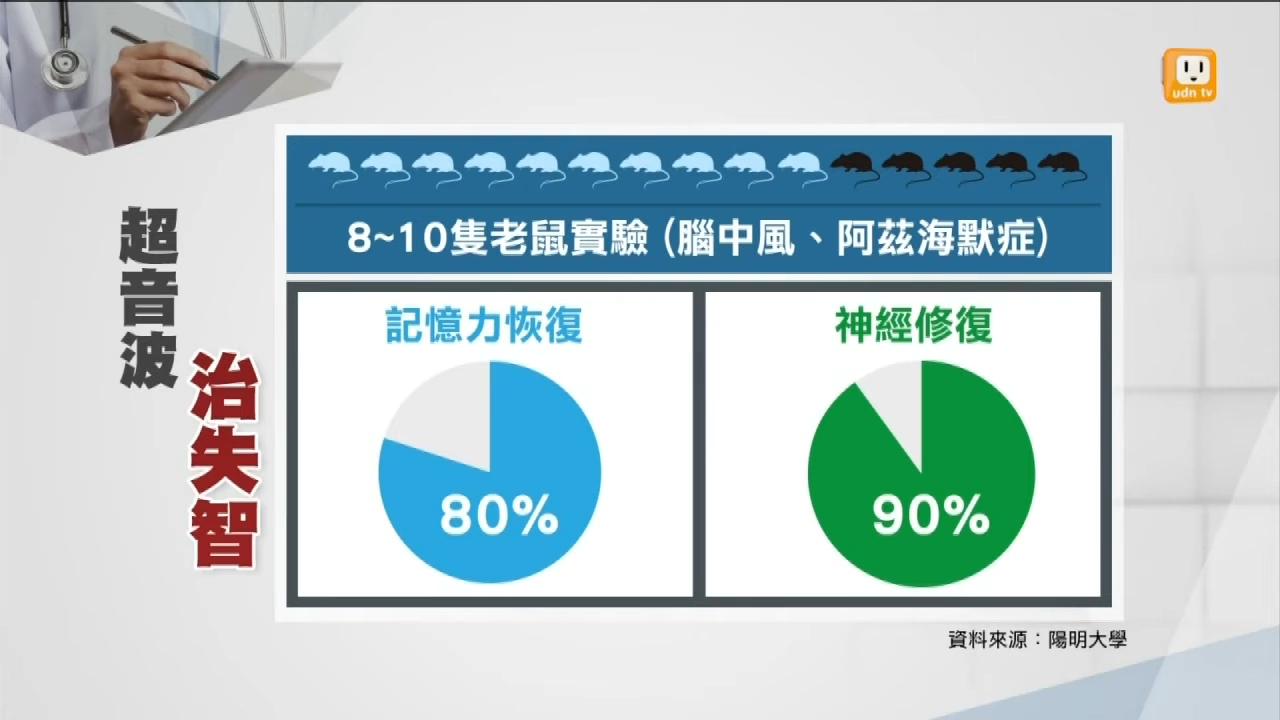 udn tv
超音波
治失智
8~10隻老鼠實驗 (腦中風、阿茲海默症)
記憶力恢復
80%
神經修復
90%
資料來源：陽明大學